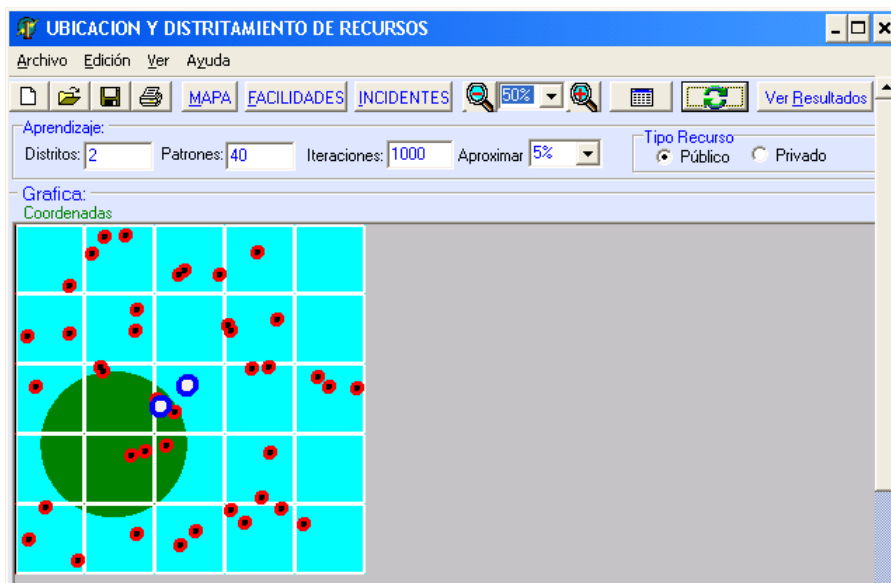 UBICACION Y DISTRITAMIENTO DE RECURSOS
Archivo Edición Ver Ayuda
MAPA FACILIDADES INCIDENTES 50% Ver Resultados
Aprendizaje:
Distritos: 2 Patrones: 40 Iteraciones: 1000 Aproximar 5%
Tipo Recurso
Público Privado
Grafica:
Coordenadas